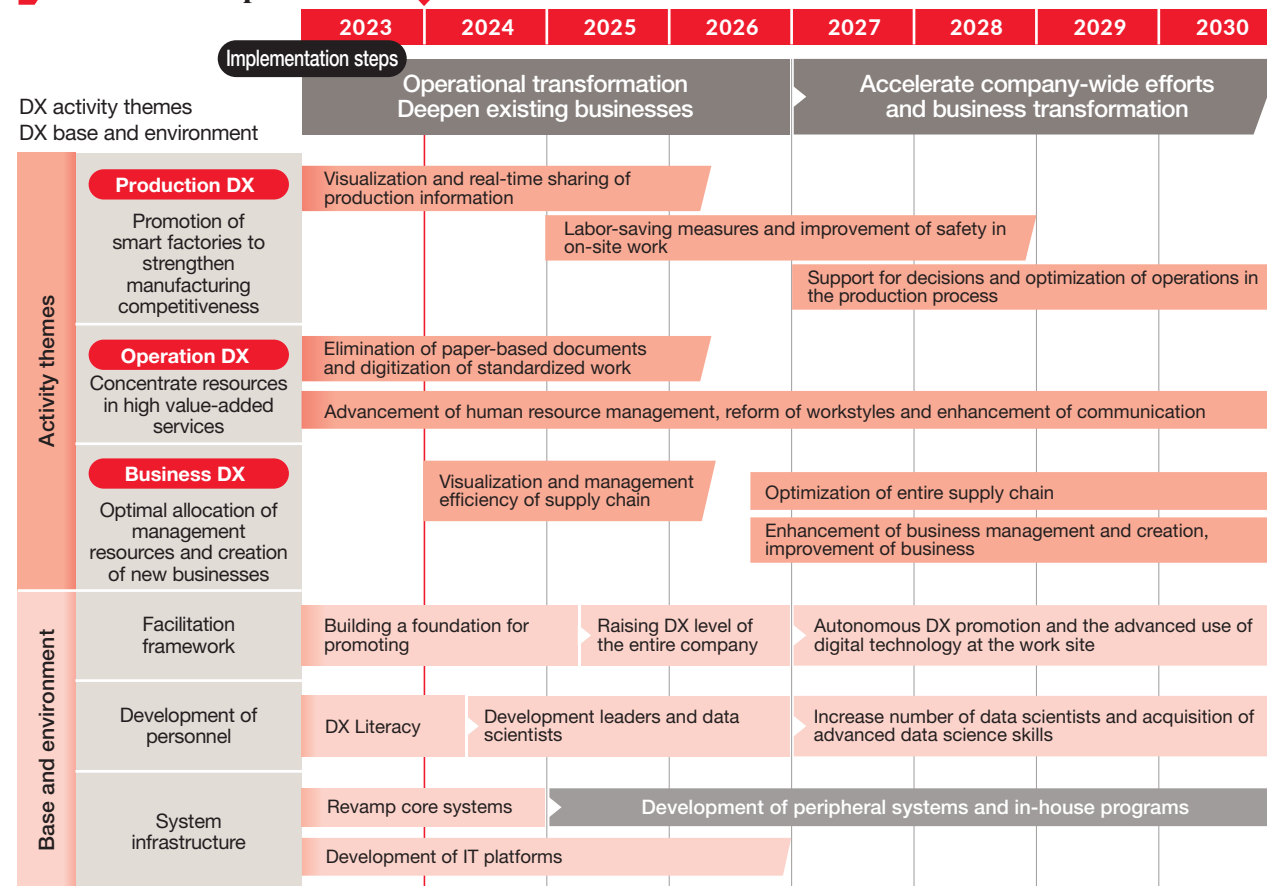 2023 2024 2025 2026 2027 2028 2029 2030
Implementation steps
Operational transformation
Deepen existing businesses
Accelerate company-wide efforts
and business transformation
DX activity themes
DX base and environment
Activity themes
Production DX
Promotion of
smart factories to
strengthen
manufacturing
competitiveness
Visualization and real-time sharing of
production information
Labor-saving measures and improvement of safety in
on-site work
Support for decisions and optimization of operations in
the production process
Operation DX
Concentrate resources
in high value-added
services
Elimination of paper-based documents
and digitization of standardized work
Advancement of human resource management, reform of workstyles and enhancement of communication
Business DX
Optimal allocation of
management
resources and creation
of new businesses
Visualization and management
efficiency of supply chain
Optimization of entire supply chain
Enhancement of business management and creation,
improvement of business
Base and environment
Facilitation
framework
Building a foundation for
promoting
Raising DX level of
the entire company
Autonomous DX promotion and the advanced use of
digital technology at the work site
Development of
personnel
DX Literacy
Development leaders and data
scientists
Increase number of data scientists and acquisition of
advanced data science skills
System
infrastructure
Revamp core systems
Development of peripheral systems and in-house programs
Development of IT platforms